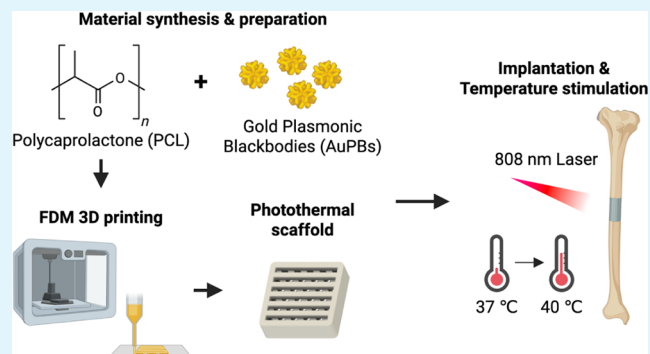 Material synthesis & preparation
O
O
n
+
Polycaprolactone (PCL)
Gold Plasmonic
Blackbodies (AuPBs)
FDM 3D printing
Photothermal
scaffold
Implantation &
Temperature stimulation
808 nm Laser
37 °C
40 °C